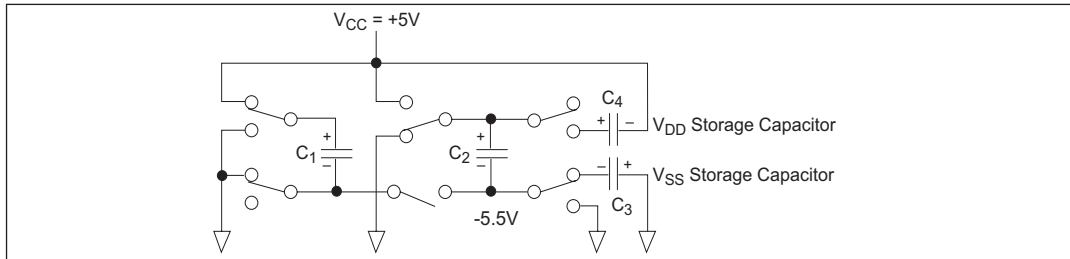 V_CC = +5V
C_4
+ −
V_DD Storage Capacitor
+
C_1
−
+
C_2
−
− +
V_SS Storage Capacitor
C_3
-5.5V